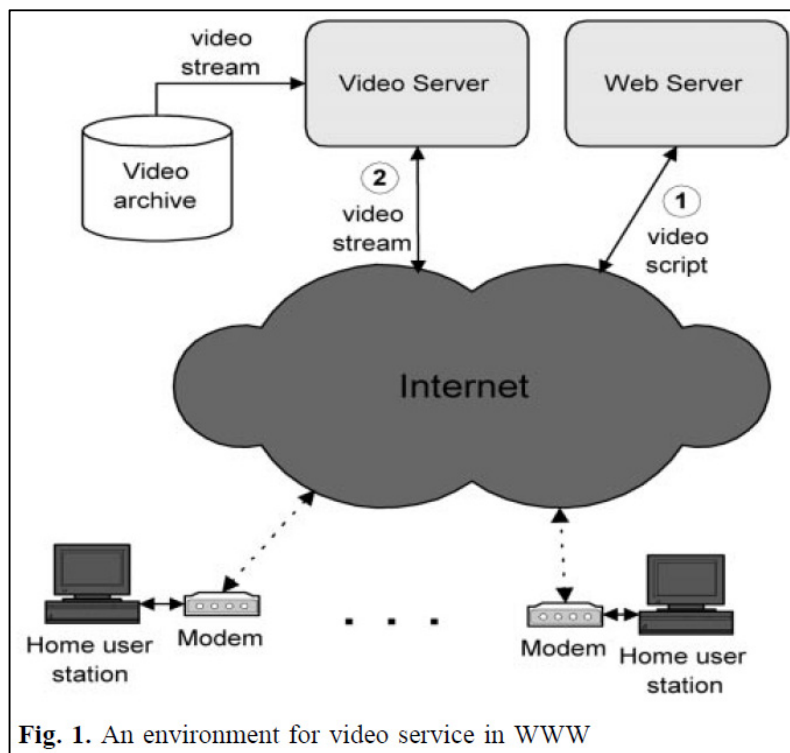 video
stream
Video Server
Web Server
Video
archive
2
video
stream
1
video
script
Internet
Home user
station
Modem
. . .
Modem
Home user
station
Fig. 1. An environment for video service in WWW